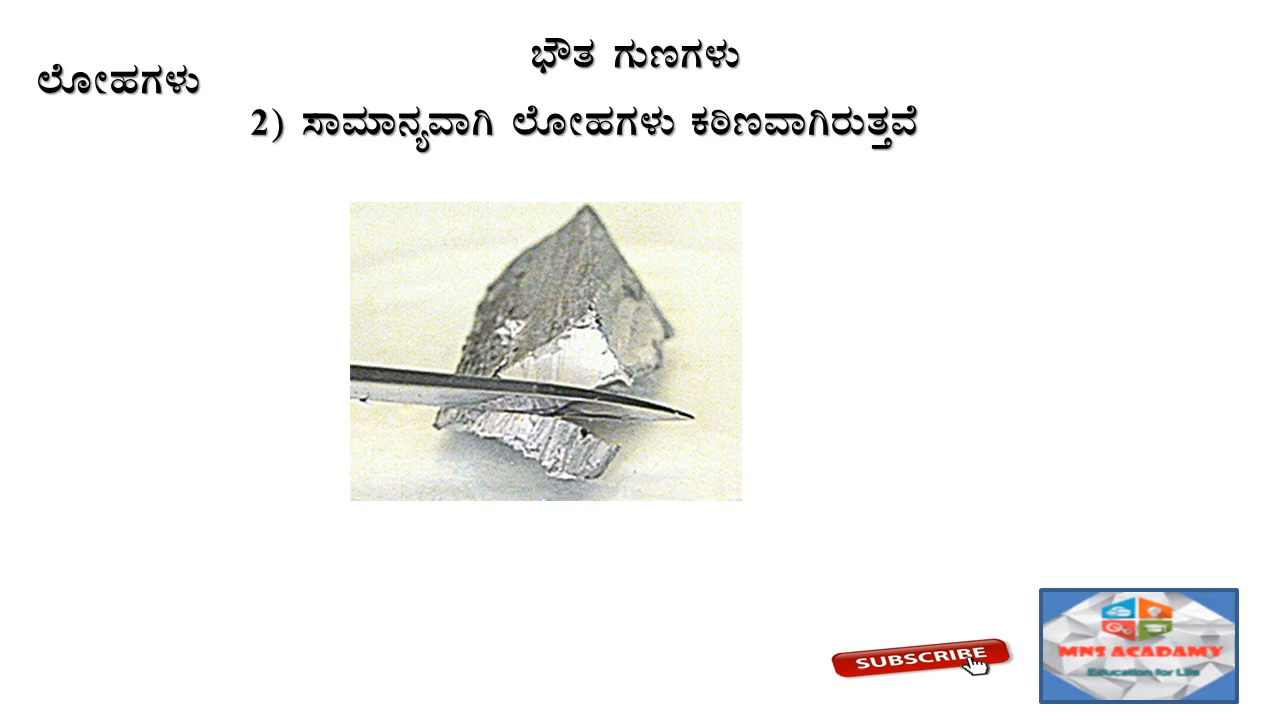 ಭೌತ ಗುಣಗಳು
ಲೋಹಗಳು
2) ಸಾಮಾನ್ಯವಾಗಿ ಲೋಹಗಳು ಕಠಿಣವಾಗಿರುತ್ತವೆ
SUBSCRIBE
MNS ACADAMY
Education for Life